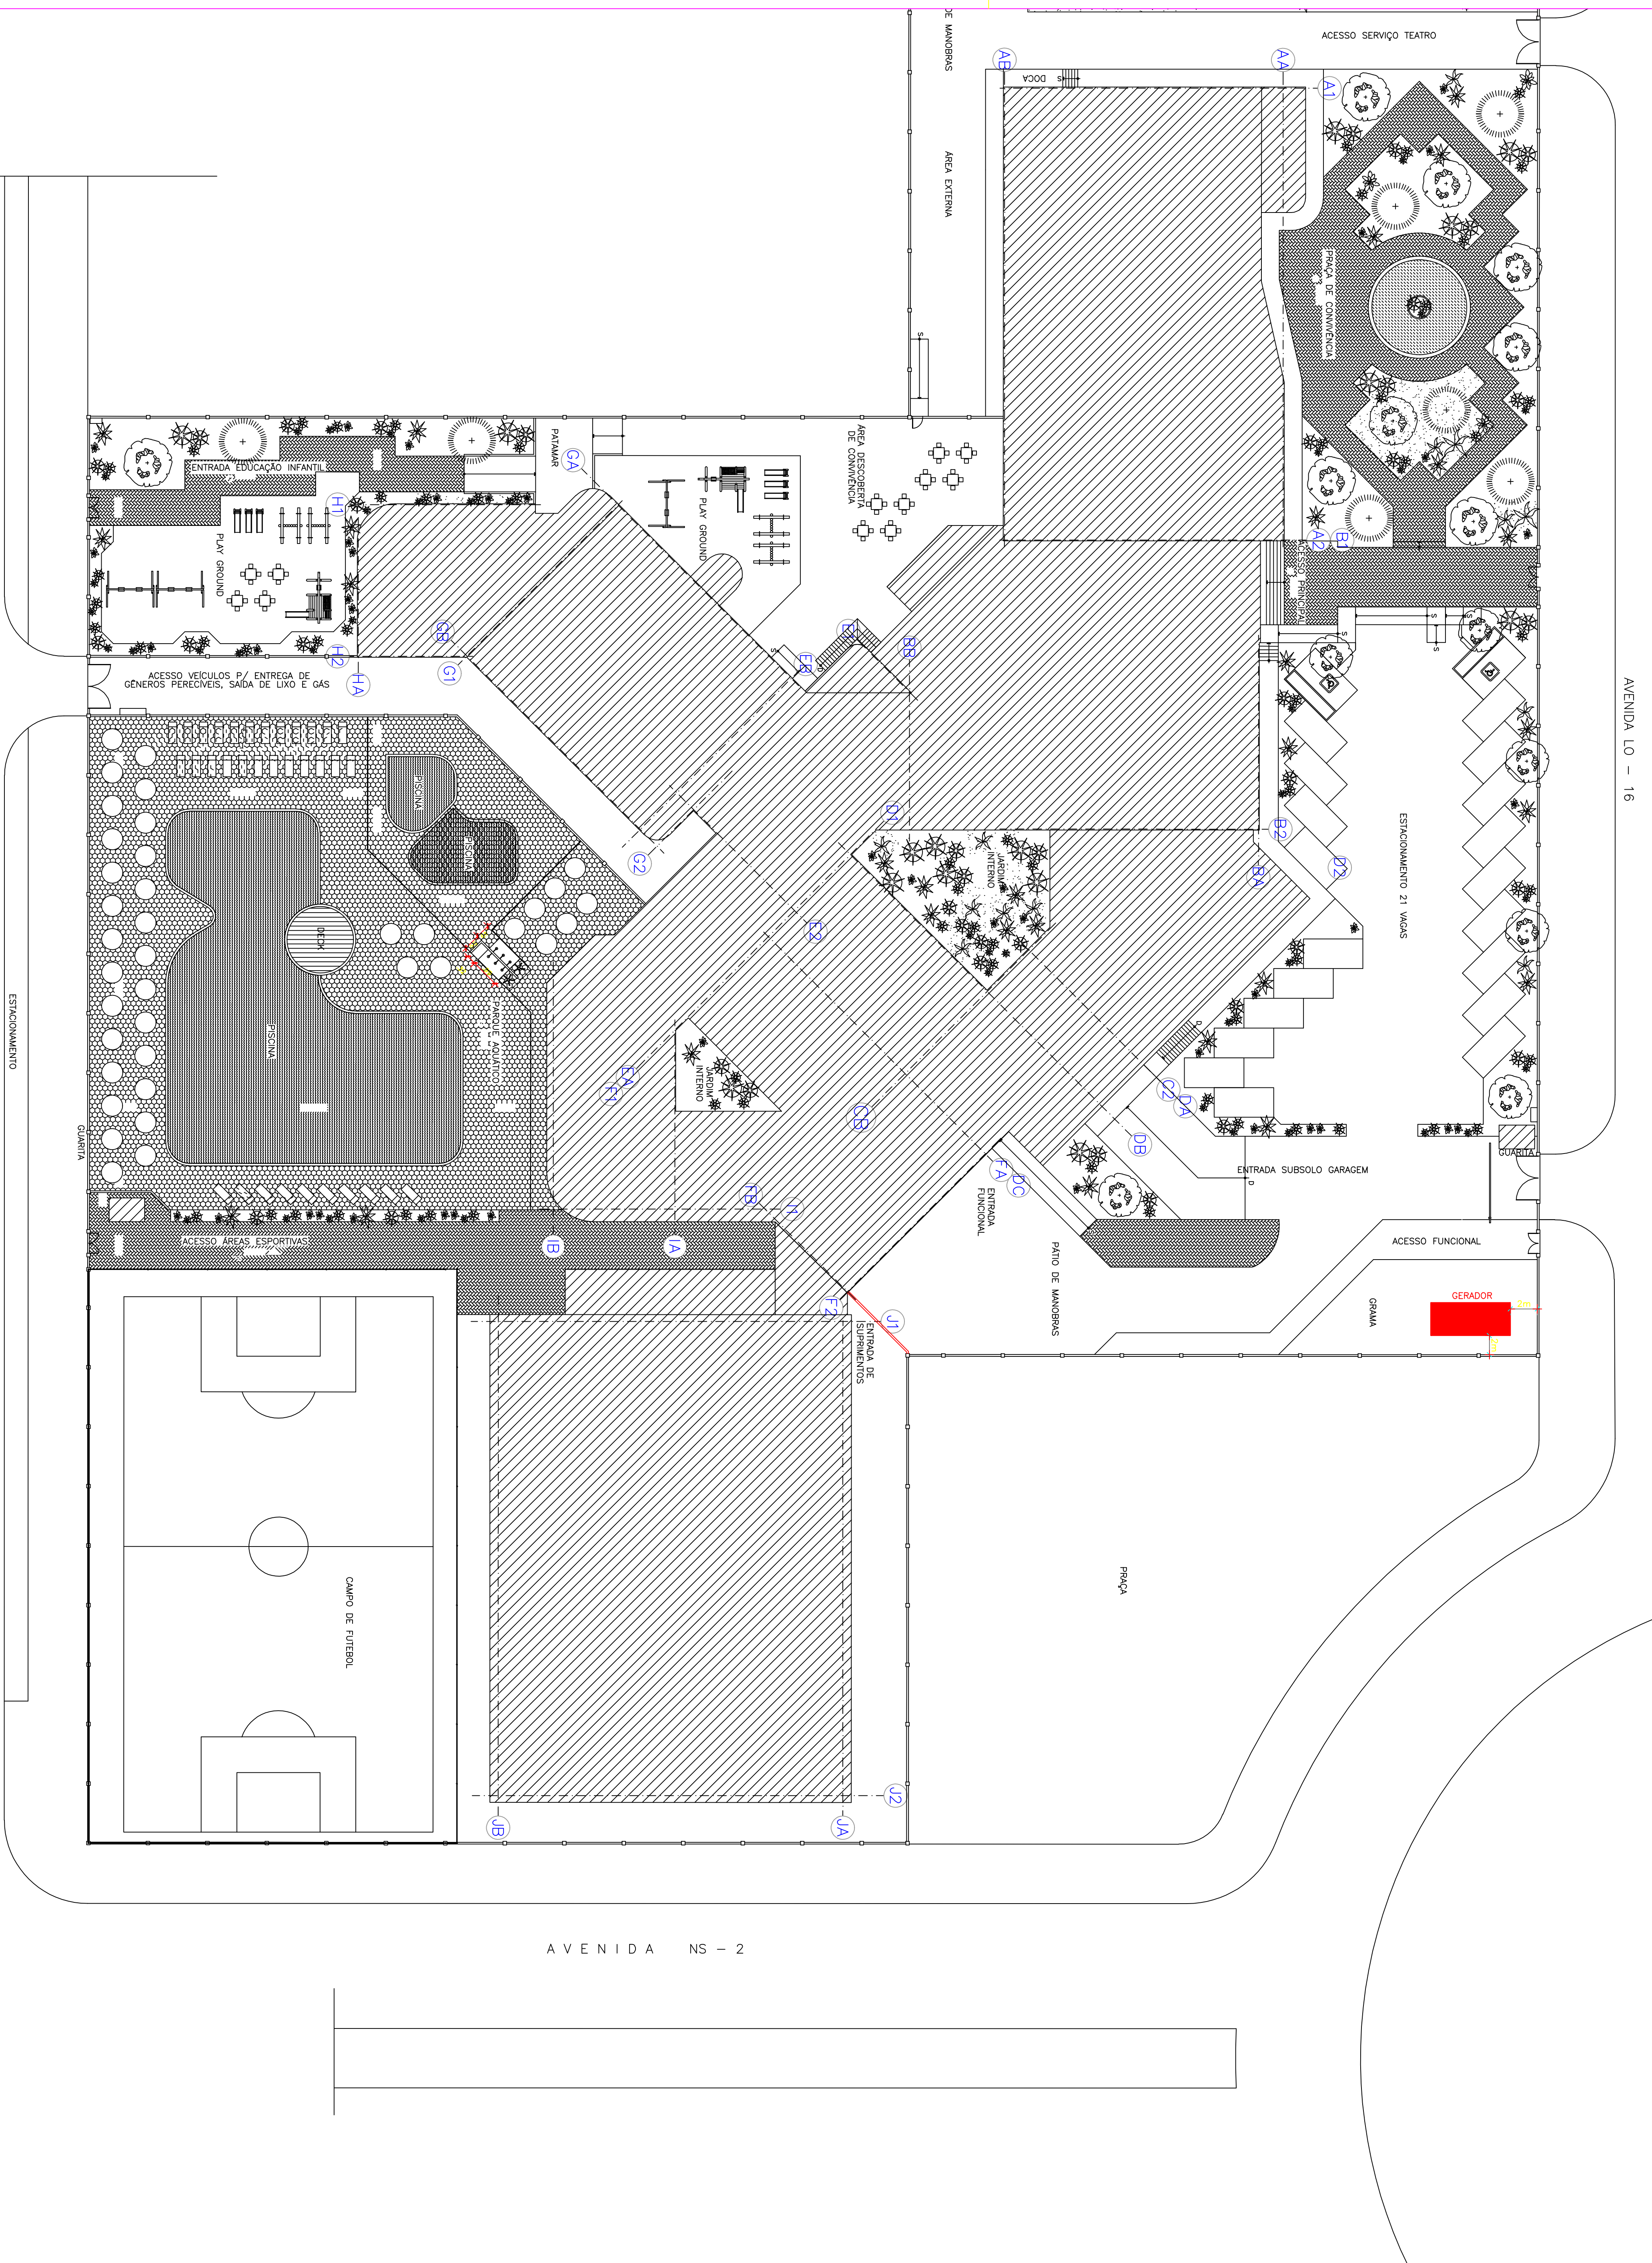 DE MANOBRAS
ACESSO SERVIÇO TEATRO
AB
DOCA
S
AA
A1
ÁREA EXTERNA
PRAÇA DE CONVIVÊNCIA
AVENIDA LO - 16
S
PATAMAR
GA
ÁREA DESCOBERTA
DE CONVIVÊNCIA
ENTRADA EDUCAÇÃO INFANTIL
H1
PLAY GROUND
PLAY GROUND
A2
B1
ACESSO PRINCIPAL
S
S
S
GB
G1
H2
HA
E1
EB
S
BB
ACESSO VEÍCULOS P/ ENTREGA DE
GÊNEROS PERECÍVEIS, SAÍDA DE LIXO E GÁS
PISCINA
PISCINA
G2
D1
JARDIM
INTERNO
B2
BA
D2
ESTACIONAMENTO 21 VAGAS
E2
DECK
PARQUE AQUÁTICO
PISCINA
ESTACIONAMENTO
EA
F1
JARDIM
INTERNO
CB
D
C2
DA
DB
GUARITA
GUARITA
ENTRADA SUBSOLO GARAGEM
D
FA
DC
FB
I1
ENTRADA
FUNCIONAL
ACESSO ÁREAS ESPORTIVAS
IB
IA
PÁTIO DE MANOBRAS
ACESSO FUNCIONAL
GRAMA
GERADOR
2m
2m
F2
J1
ENTRADA DE
SUPRIMENTOS
CAMPO DE FUTEBOL
PRAÇA
J2
JB
JA
AVENIDA NS - 2